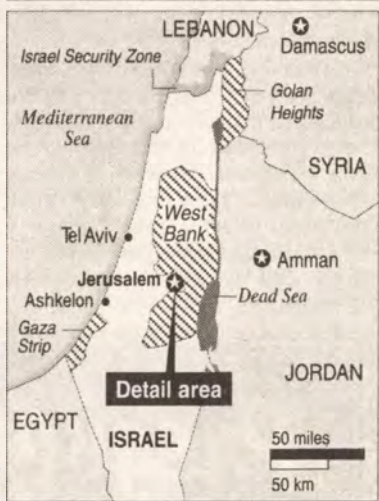 LEBANON
Damascus
Israel Security Zone
Golan
Heights
Mediterranean
Sea
SYRIA
West
Bank
Tel Aviv
Amman
Jerusalem
Dead Sea
Ashkelon
Gaza
Strip
Detail area
JORDAN
EGYPT
ISRAEL
50 miles
50 km